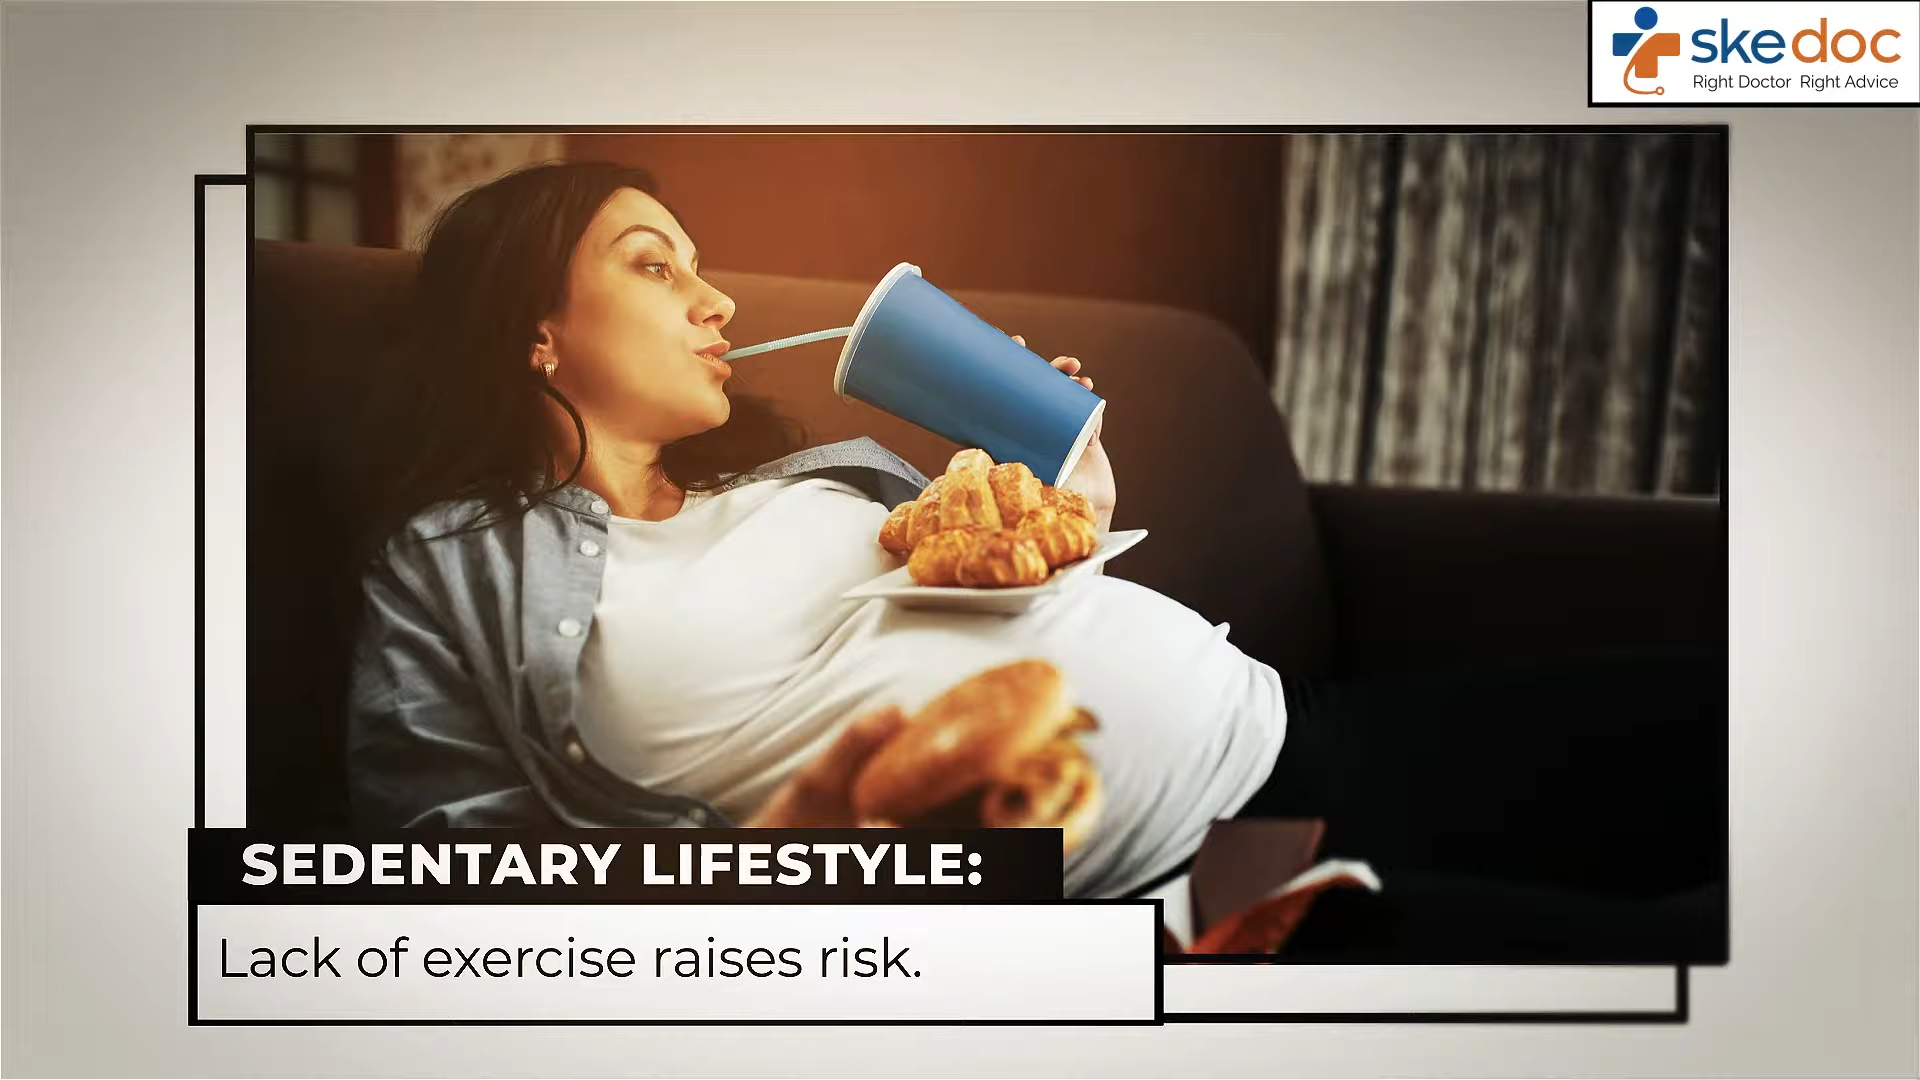 skedoc
Right Doctor Right Advice
SEDENTARY LIFESTYLE:
Lack of exercise raises risk.